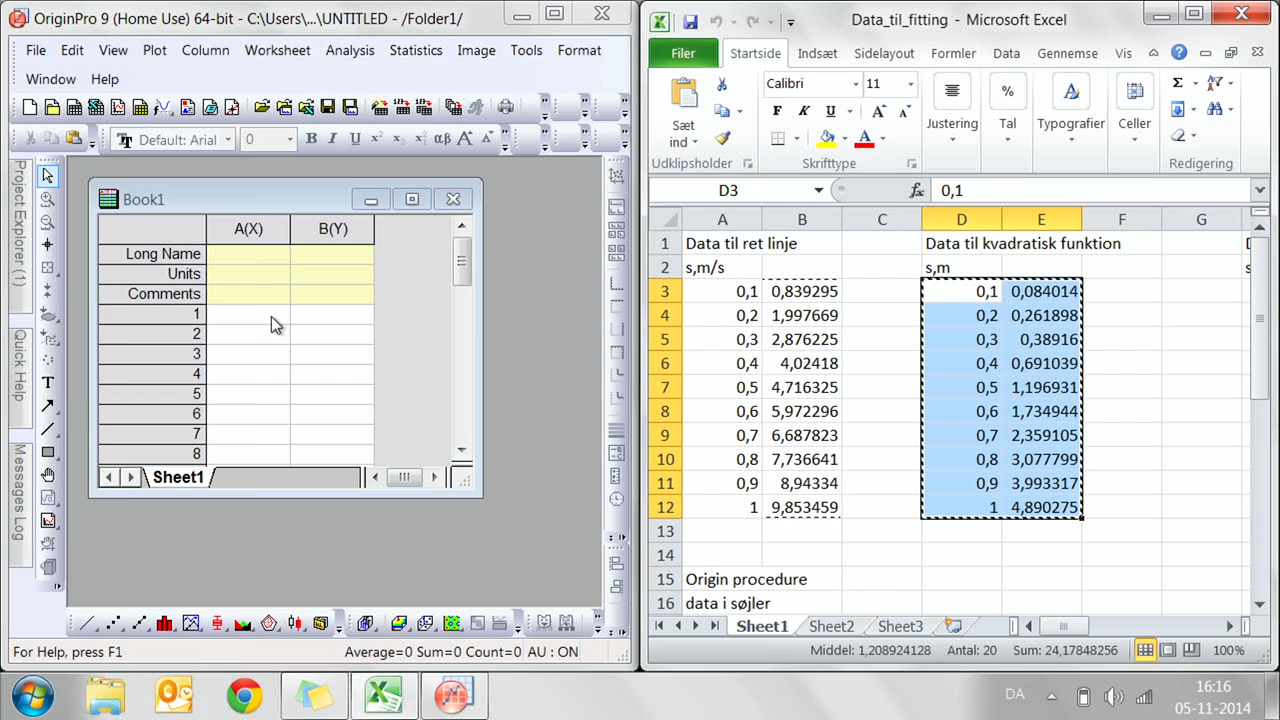 OriginPro 9 (Home Use) 64-bit - C:\Users\...\UNTITLED - /Folder1/
File Edit View Plot Column Worksheet Analysis Statistics Image Tools Format
Window Help
Default: Arial 0 B I U
Project Explorer (1)
Quick Help
Messages Log
Book1
A(X) B(Y)
Long Name
Units
Comments
1
2
3
4
5
6
7
8
Sheet1
For Help, press F1 Average=0 Sum=0 Count=0 AU : ON
Data_til_fitting - Microsoft Excel
Filer Startside Indsæt Sidelayout Formler Data Gennemse Vis
Calibri 11
Sæt ind
F K U
Justering Tal Typografier Celler
Udklipsholder Skrifttype Redigering
D3 fx 0,1
A B C D E F G
1 Data til ret linje Data til kvadratisk funktion
2 s,m/s s,m
3 0,1 0,839295 0,1 0,084014
4 0,2 1,997669 0,2 0,261898
5 0,3 2,876225 0,3 0,38916
6 0,4 4,02418 0,4 0,691039
7 0,5 4,716325 0,5 1,196931
8 0,6 5,972296 0,6 1,734944
9 0,7 6,687823 0,7 2,359105
10 0,8 7,736641 0,8 3,077799
11 0,9 8,94334 0,9 3,993317
12 1 9,853459 1 4,890275
13
14
15 Origin procedure
16 data i søjler
Sheet1 Sheet2 Sheet3
Middel: 1,208924128 Antal: 20 Sum: 24,17848256 100%
DA 16:16
05-11-2014